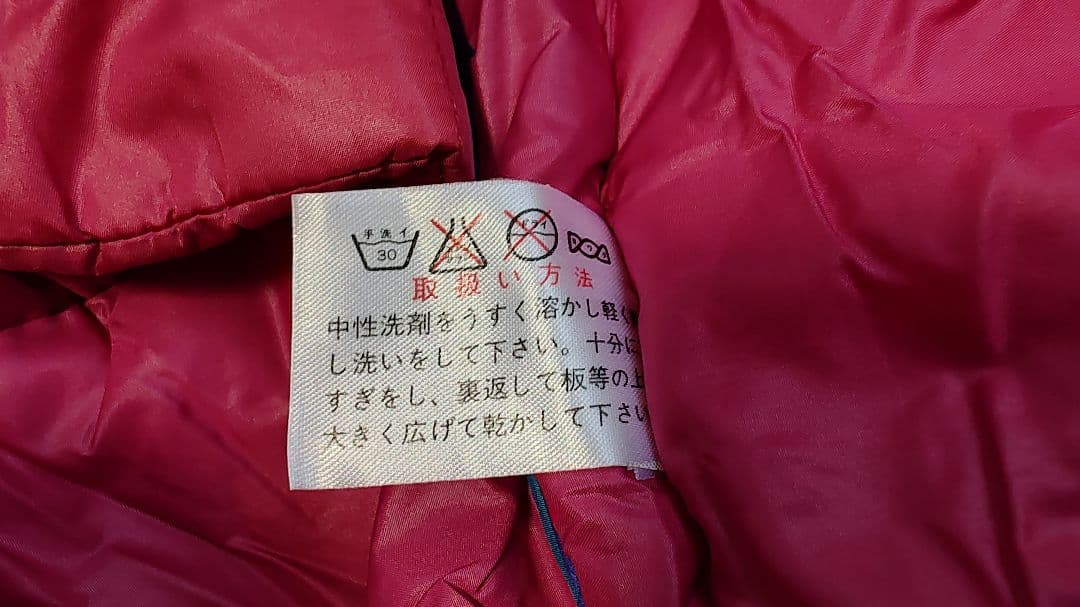 手洗イ
30
ドライ
取扱い方法
中性洗剤をうすく溶かし軽く
し洗いをして下さい。十分に
すぎをし、裏返して板等の上
大きく広げて乾かして下さい